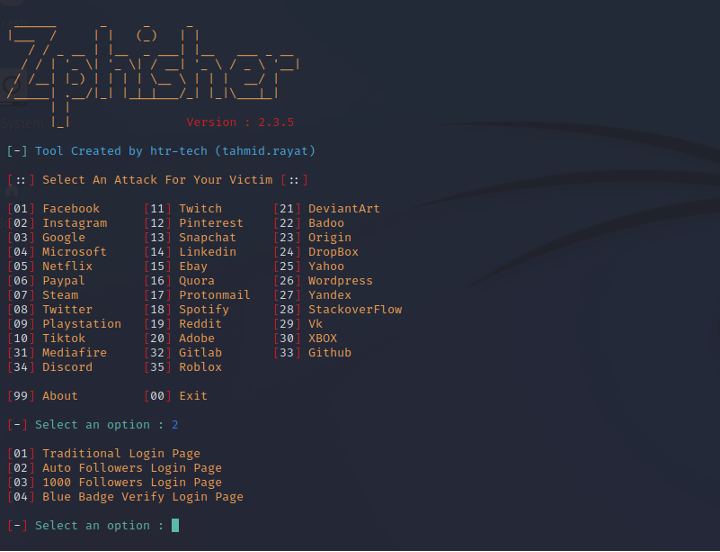 Zphisher
Version : 2.3.5
[-] Tool Created by htr-tech (tahmid.rayat)
[::] Select An Attack For Your Victim [::]
[01] Facebook [11] Twitch [21] DeviantArt
[02] Instagram [12] Pinterest [22] Badoo
[03] Google [13] Snapchat [23] Origin
[04] Microsoft [14] Linkedin [24] DropBox
[05] Netflix [15] Ebay [25] Yahoo
[06] Paypal [16] Quora [26] Wordpress
[07] Steam [17] Protonmail [27] Yandex
[08] Twitter [18] Spotify [28] StackoverFlow
[09] Playstation [19] Reddit [29] Vk
[10] Tiktok [20] Adobe [30] XBOX
[31] Mediafire [32] Gitlab [33] Github
[34] Discord [35] Roblox
[99] About [00] Exit
[-] Select an option : 2
[01] Traditional Login Page
[02] Auto Followers Login Page
[03] 1000 Followers Login Page
[04] Blue Badge Verify Login Page
[-] Select an option :